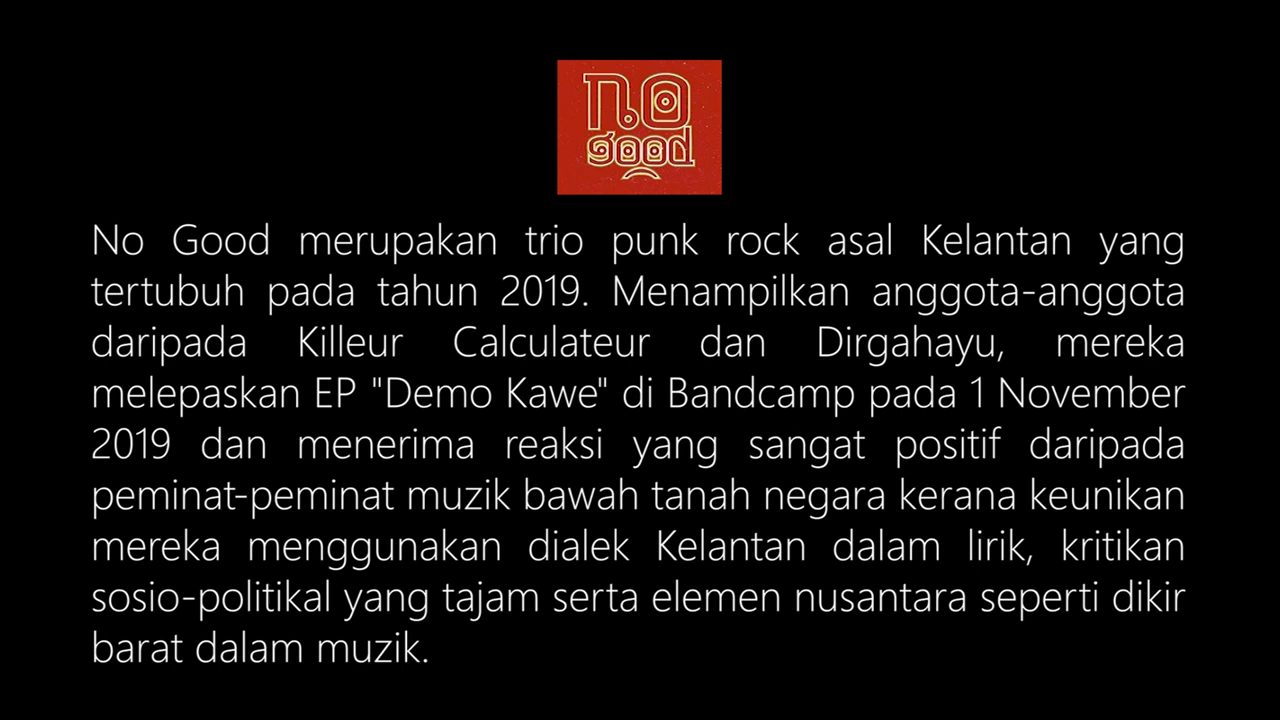 no
good
No Good merupakan trio punk rock asal Kelantan yang
tertubuh pada tahun 2019. Menampilkan anggota-anggota
daripada Killeur Calculateur dan Dirgahayu, mereka
melepaskan EP "Demo Kawe" di Bandcamp pada 1 November
2019 dan menerima reaksi yang sangat positif daripada
peminat-peminat muzik bawah tanah negara kerana keunikan
mereka menggunakan dialek Kelantan dalam lirik, kritikan
sosio-politikal yang tajam serta elemen nusantara seperti dikir
barat dalam muzik.